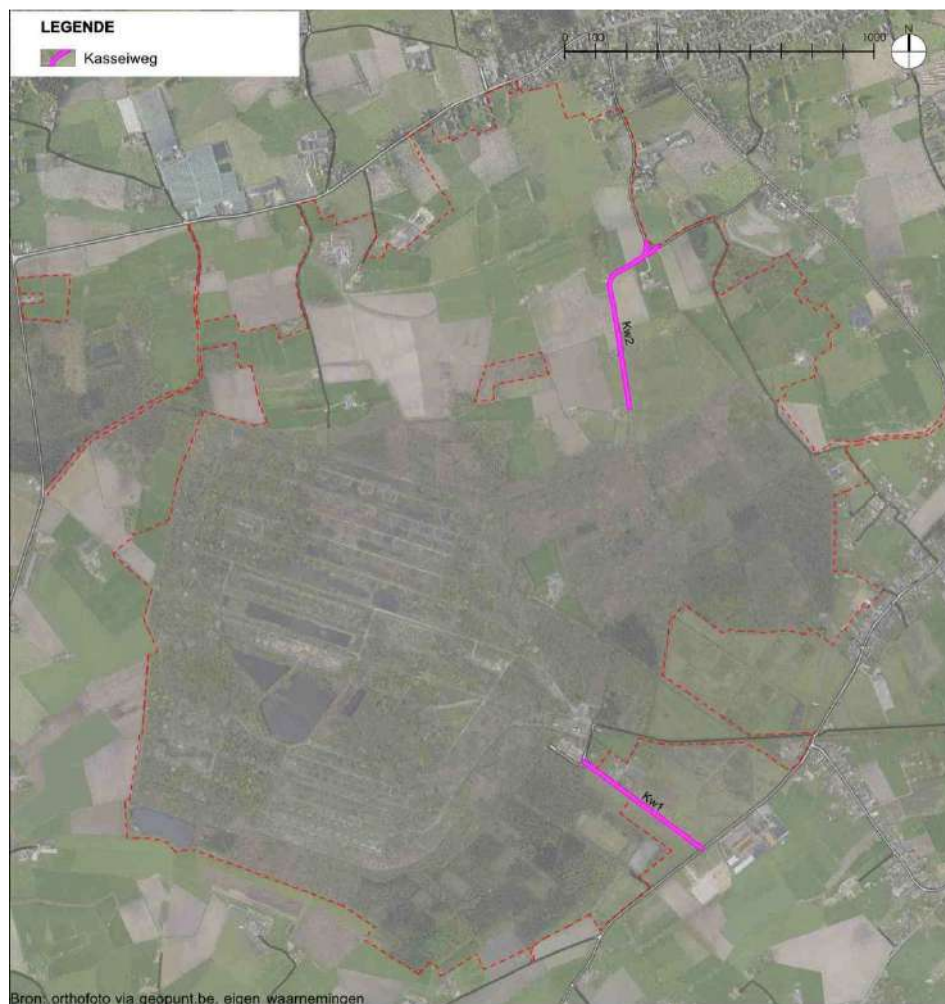 LEGENDE
Kasseiweg
0 100 1000
N
Kw2
Kw1
Bron: orthofoto via geopunt.be, eigen waarnemingen